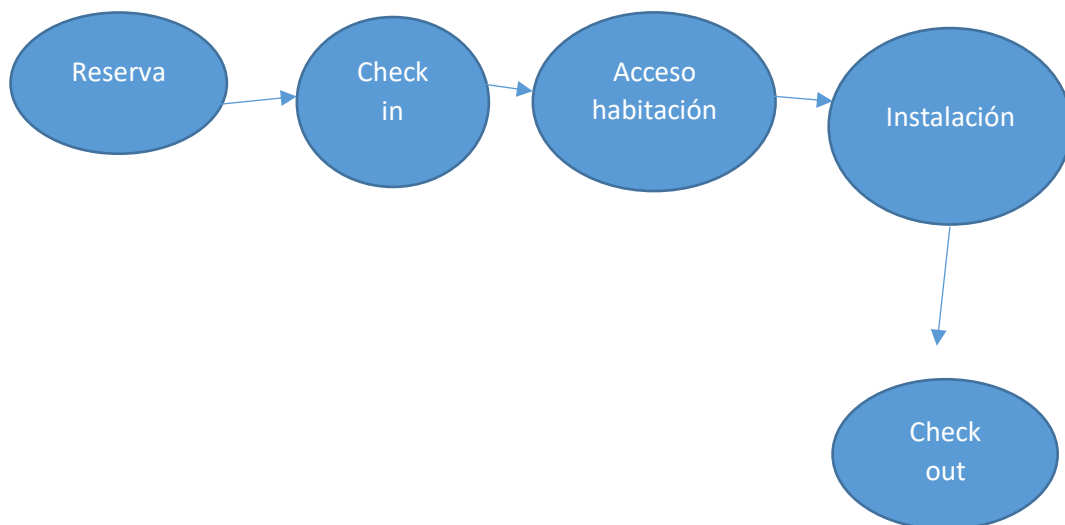 Reserva
Check
in
Acceso
habitación
Instalación
Check
out